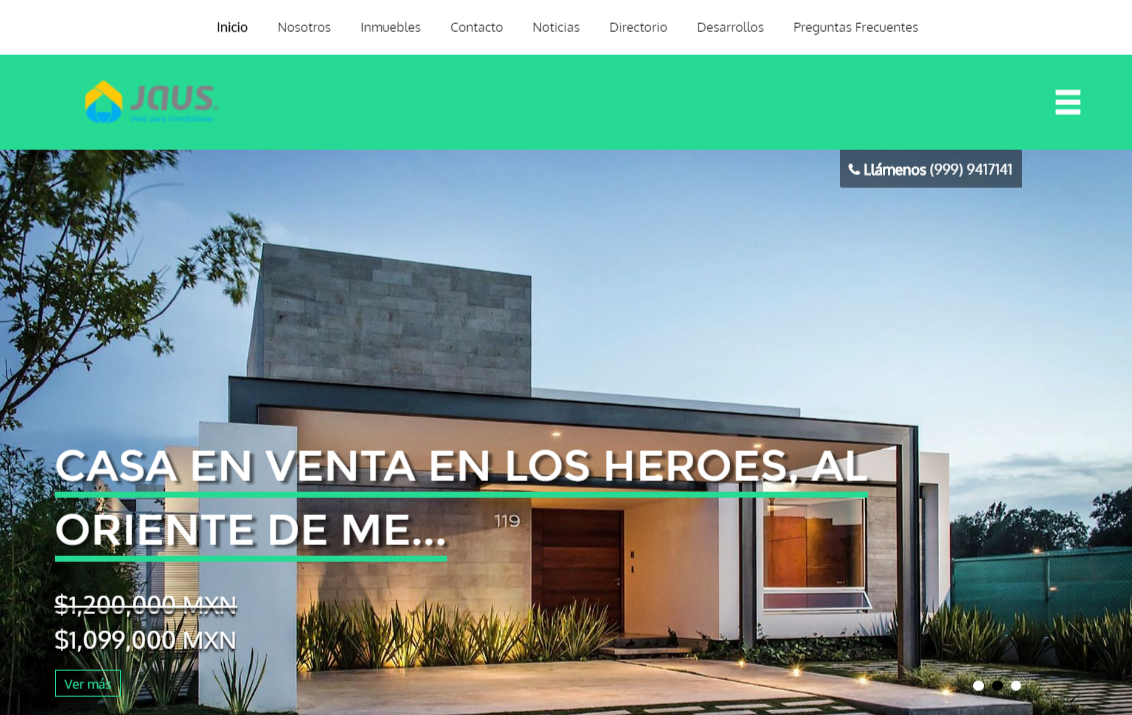 Inicio Nosotros Inmuebles Contacto Noticias Directorio Desarrollos Preguntas Frecuentes
Jaus
Web para Inmobiliarias
Llámenos (999) 9417141
CASA EN VENTA EN LOS HEROES, AL
ORIENTE DE ME...
119
$1,200,000 MXN
$1,099,000 MXN
Ver más